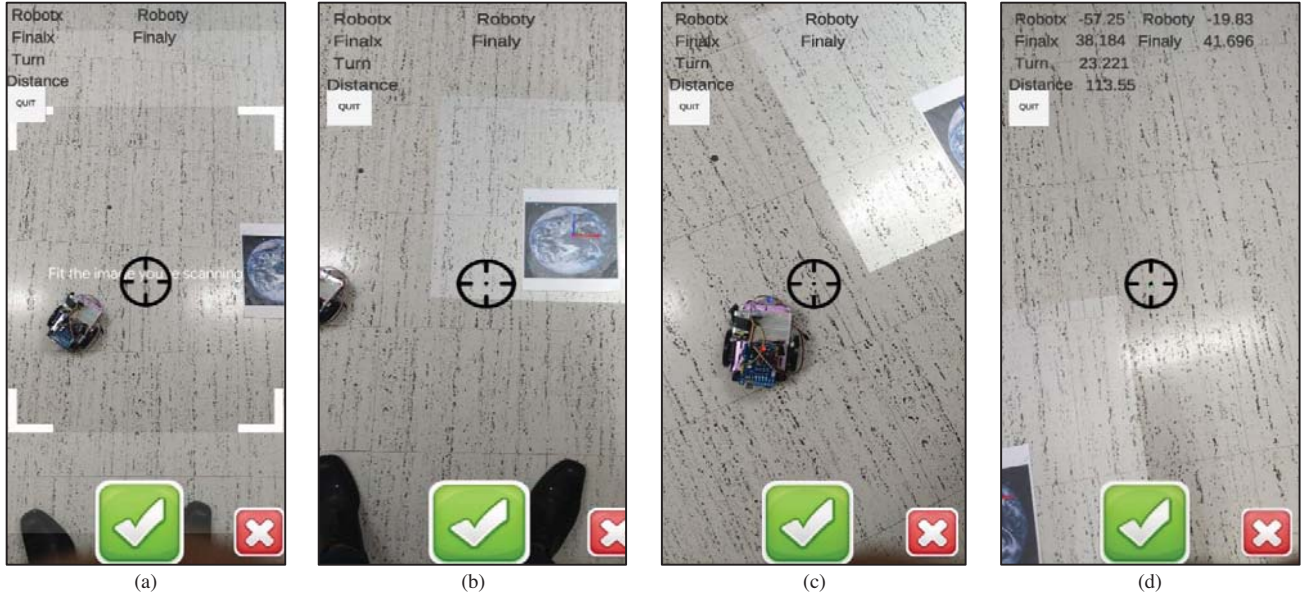 Robotx Roboty
Finalx Finaly
Turn
Distance
QUIT
Fit the image you're scanning
(a)
Robotx Roboty
Finalx Finaly
Turn
Distance
QUIT
(b)
Robotx Roboty
Finalx Finaly
Turn
Distance
QUIT
(c)
Robotx -57.25 Roboty -19.83
Finalx 38.184 Finaly 41.696
Turn 23.221
Distance 113.55
QUIT
(d)